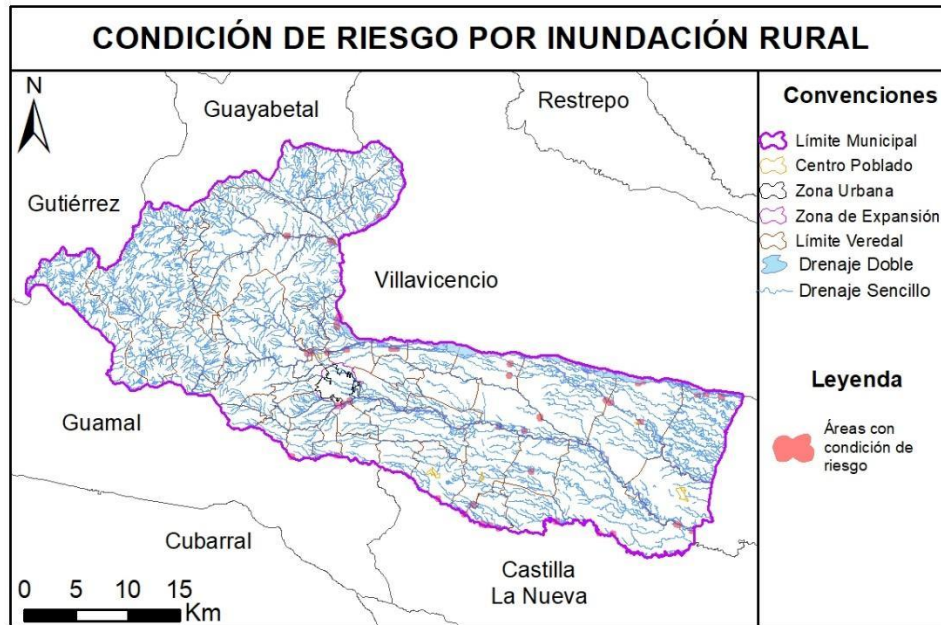 CONDICIÓN DE RIESGO POR INUNDACIÓN RURAL
N
Guayabetal
Restrepo
Gutiérrez
Villavicencio
Guamal
Cubarral
Castilla
La Nueva
0 5 10 15
Km
Convenciones
Límite Municipal
Centro Poblado
Zona Urbana
Zona de Expansión
Límite Veredal
Drenaje Doble
Drenaje Sencillo
Leyenda
Áreas con
condición de
riesgo